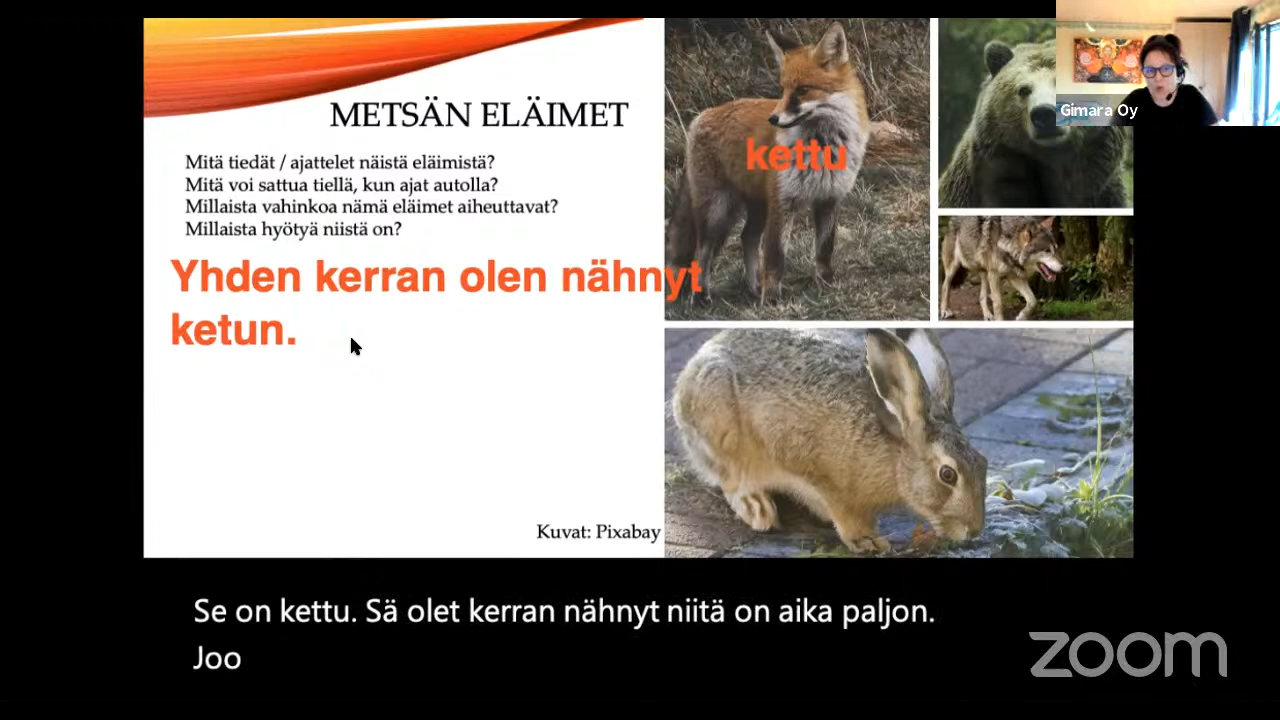 METSÄN ELÄIMET
Mitä tiedät / ajattelet näistä eläimistä?
Mitä voi sattua tiellä, kun ajat autolla?
Millaista vahinkoa nämä eläimet aiheuttavat?
Millaista hyötyä niistä on?
Yhden kerran olen nähnyt
ketun.
kettu
Kuvat: Pixabay
Gimara Oy
Se on kettu. Sä olet kerran nähnyt niitä on aika paljon.
Joo
zoom